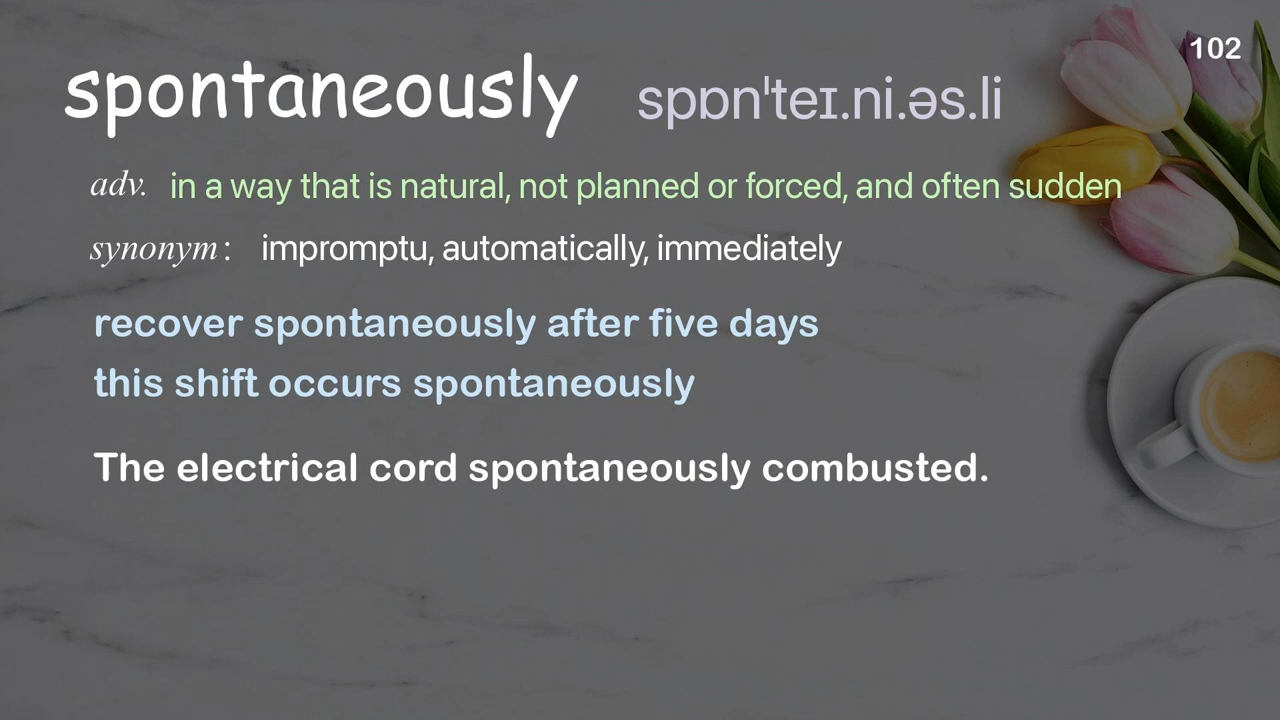 102
spontaneously spɒnˈteɪ.ni.əs.li
adv. in a way that is natural, not planned or forced, and often sudden
synonym : impromptu, automatically, immediately
recover spontaneously after five days
this shift occurs spontaneously
The electrical cord spontaneously combusted.